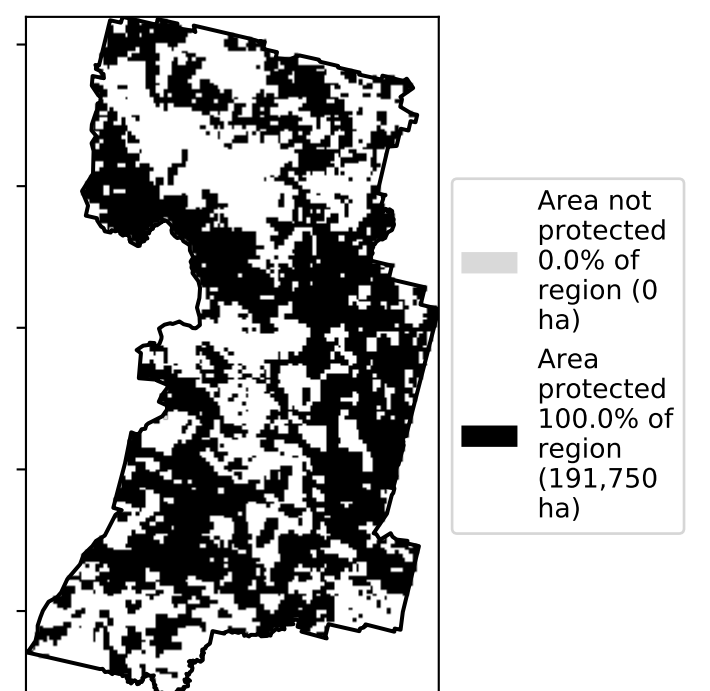 Area not
protected
0.0% of
region (0
ha)
Area
protected
100.0% of
region
(191,750
ha)